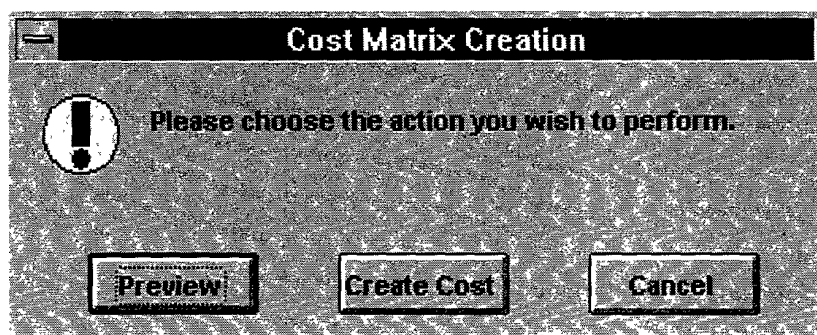 Cost Matrix Creation
Please choose the action you wish to perform.
Preview Create Cost Cancel